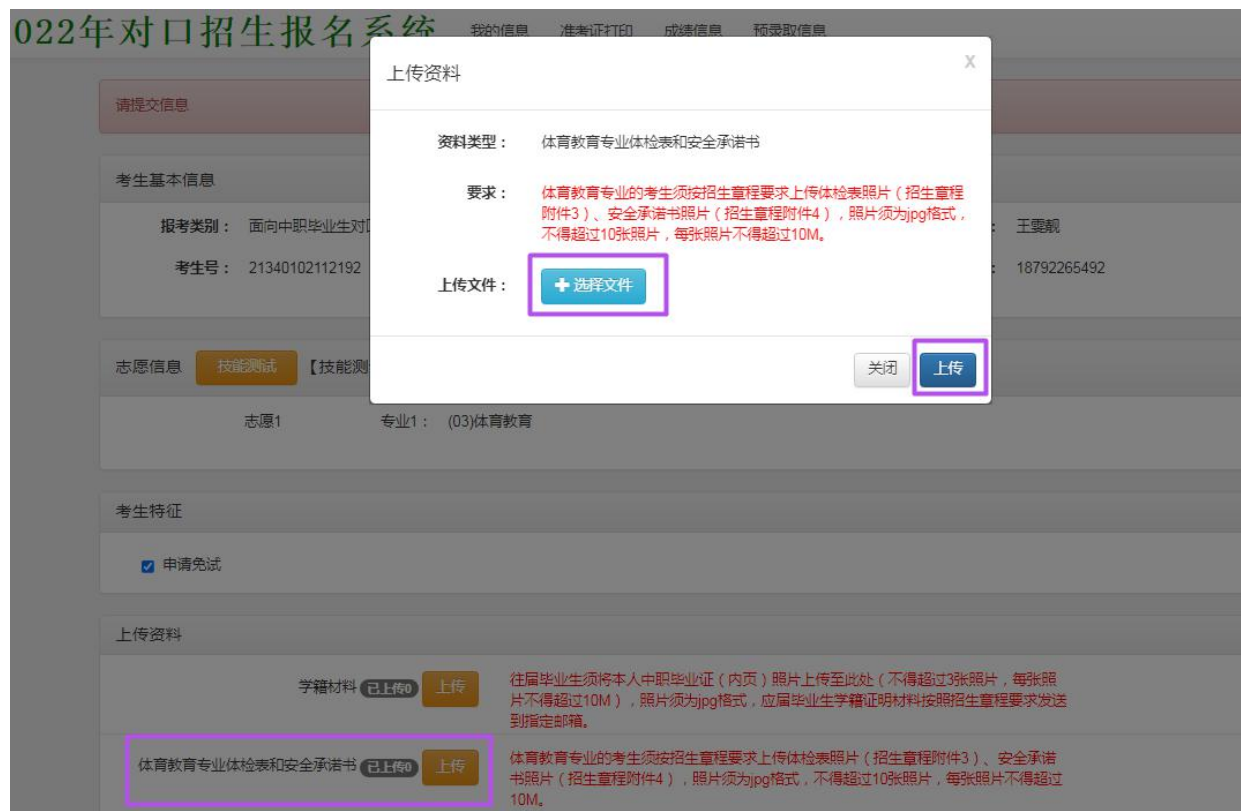 022年对口招生报名系统 我的信息 准考证打印 成绩信息 预录取信息
上传资料 X
请提交信息
资料类型： 体育教育专业体检表和安全承诺书
考生基本信息
要求： 体育教育专业的考生须按招生章程要求上传体检表照片（招生章程
附件3）、安全承诺书照片（招生章程附件4），照片须为jpg格式，
不得超过10张照片，每张照片不得超过10M。
报考类别： 面向中职毕业生对口 ： 王雯靓
考生号： 21340102112192 ： 18792265492
上传文件： 选择文件
志愿信息 技能测试 【技能测
关闭 上传
志愿1 专业1： (03)体育教育
考生特征
申请免试
上传资料
学籍材料 已上传0 上传 往届毕业生须将本人中职毕业证（内页）照片上传至此处（不得超过3张照片，每张照
片不得超过10M），照片须为jpg格式，应届毕业生学籍证明材料按照招生章程要求发送
到指定邮箱。
体育教育专业体检表和安全承诺书 已上传0 上传 体育教育专业的考生须按招生章程要求上传体检表照片（招生章程附件3）、安全承诺
书照片（招生章程附件4），照片须为jpg格式，不得超过10张照片，每张照片不得超过
10M。